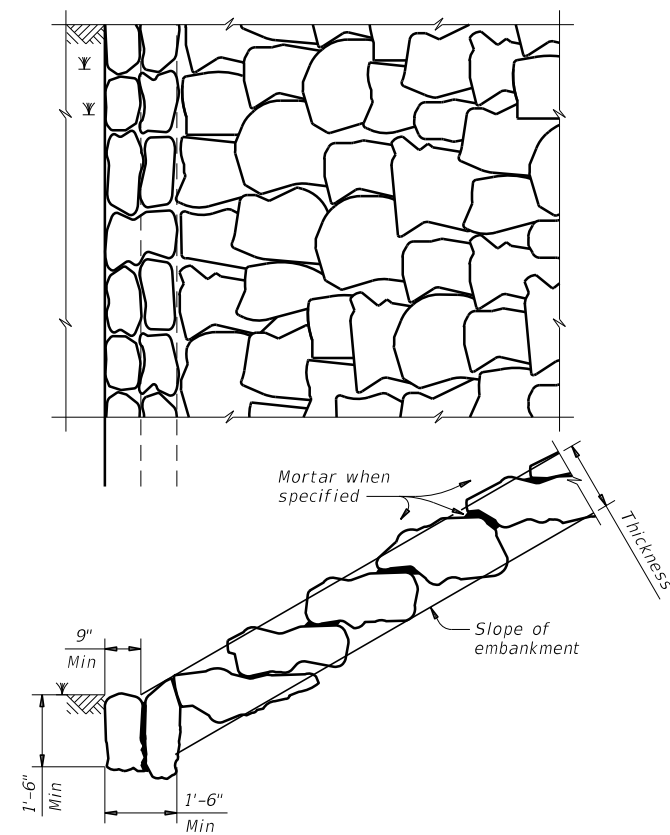 Mortar when
specified
Thickness
Slope of
embankment
9"
Min
1'-6"
Min
1'-6"
Min